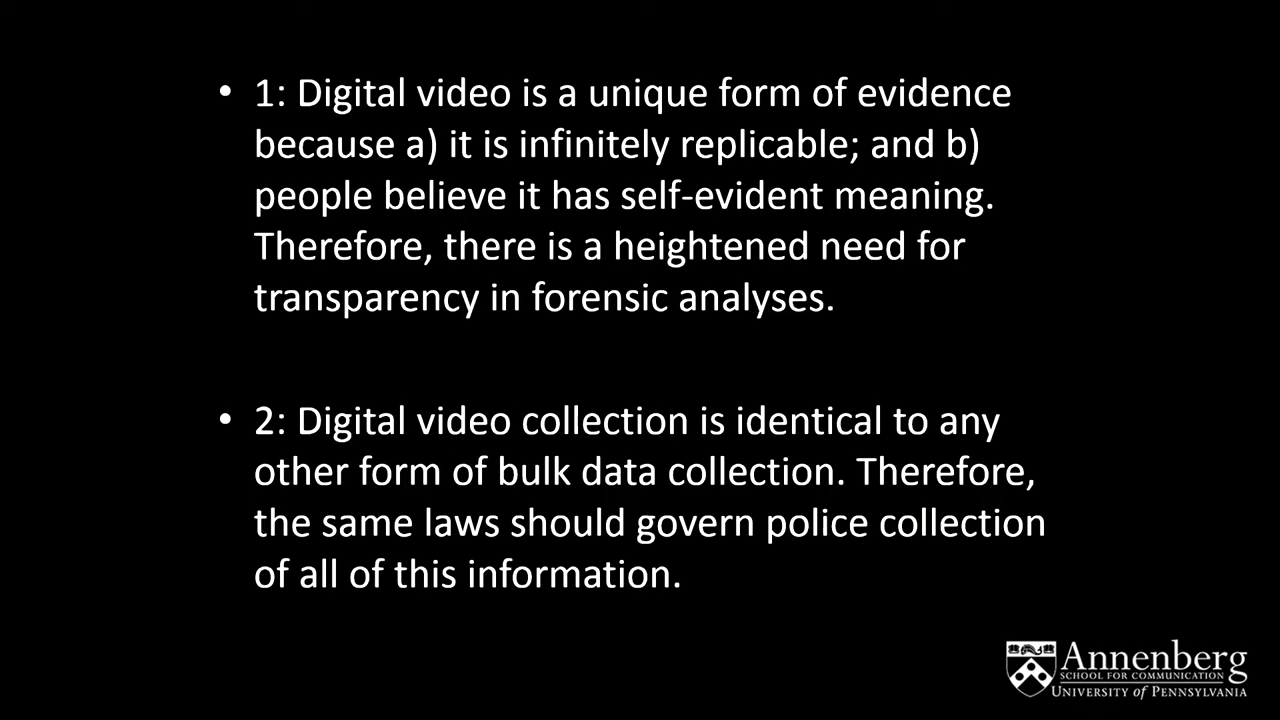 • 1: Digital video is a unique form of evidence
because a) it is infinitely replicable; and b)
people believe it has self-evident meaning.
Therefore, there is a heightened need for
transparency in forensic analyses.
• 2: Digital video collection is identical to any
other form of bulk data collection. Therefore,
the same laws should govern police collection
of all of this information.
Annenberg
SCHOOL FOR COMMUNICATION
UNIVERSITY of PENNSYLVANIA